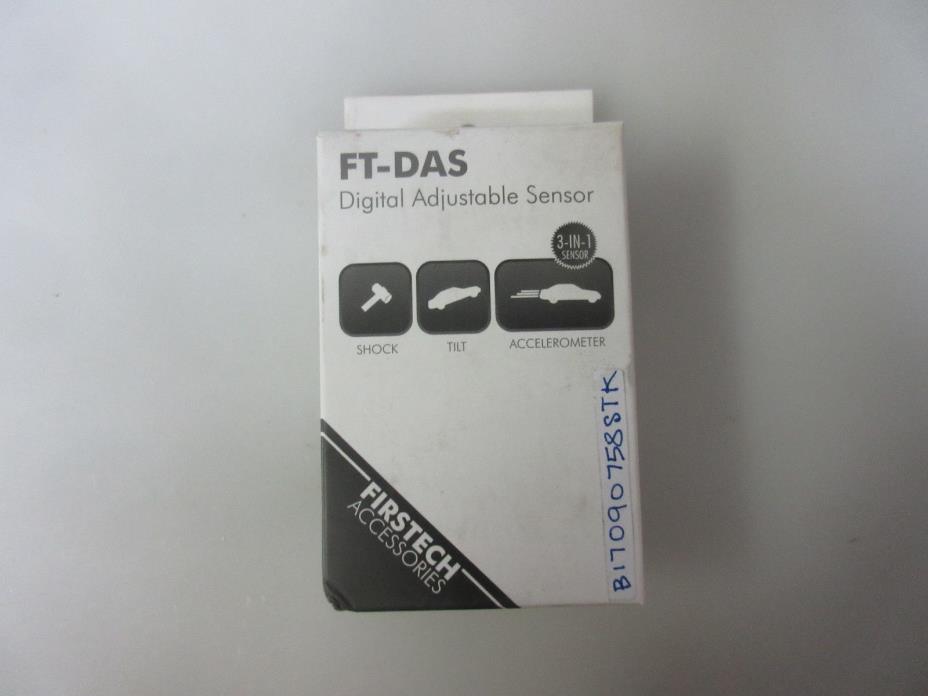 FT-DAS
Digital Adjustable Sensor
3-IN-1
SENSOR
SHOCK
TILT
ACCELEROMETER
B17090758STK
FIRSTECH
ACCESSORIES